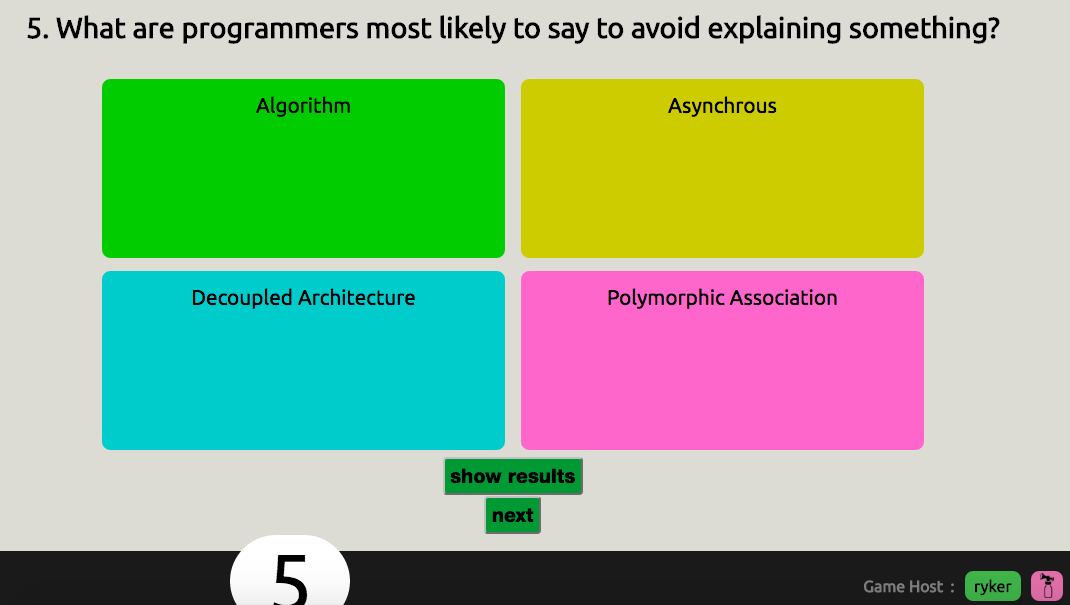 5. What are programmers most likely to say to avoid explaining something?
Algorithm
Asynchrous
Decoupled Architecture
Polymorphic Association
show results
next
5
Game Host :
ryker